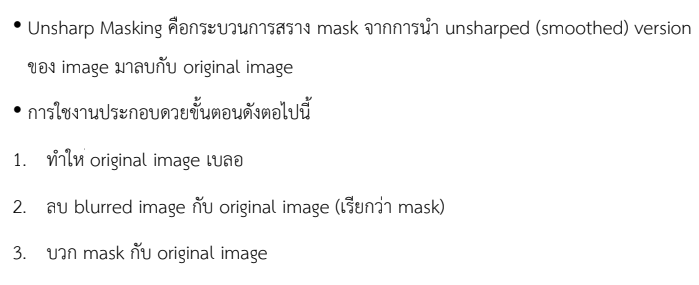 • Unsharp Masking คือกระบวนการสราง mask จากการนำ unsharped (smoothed) version
ของ image มาลบกับ original image
• การใชงานประกอบดวยขั้นตอนดังตอไปนี้
1. ทำให original image เบลอ
2. ลบ blurred image กับ original image (เรียกว่า mask)
3. บวก mask กับ original image